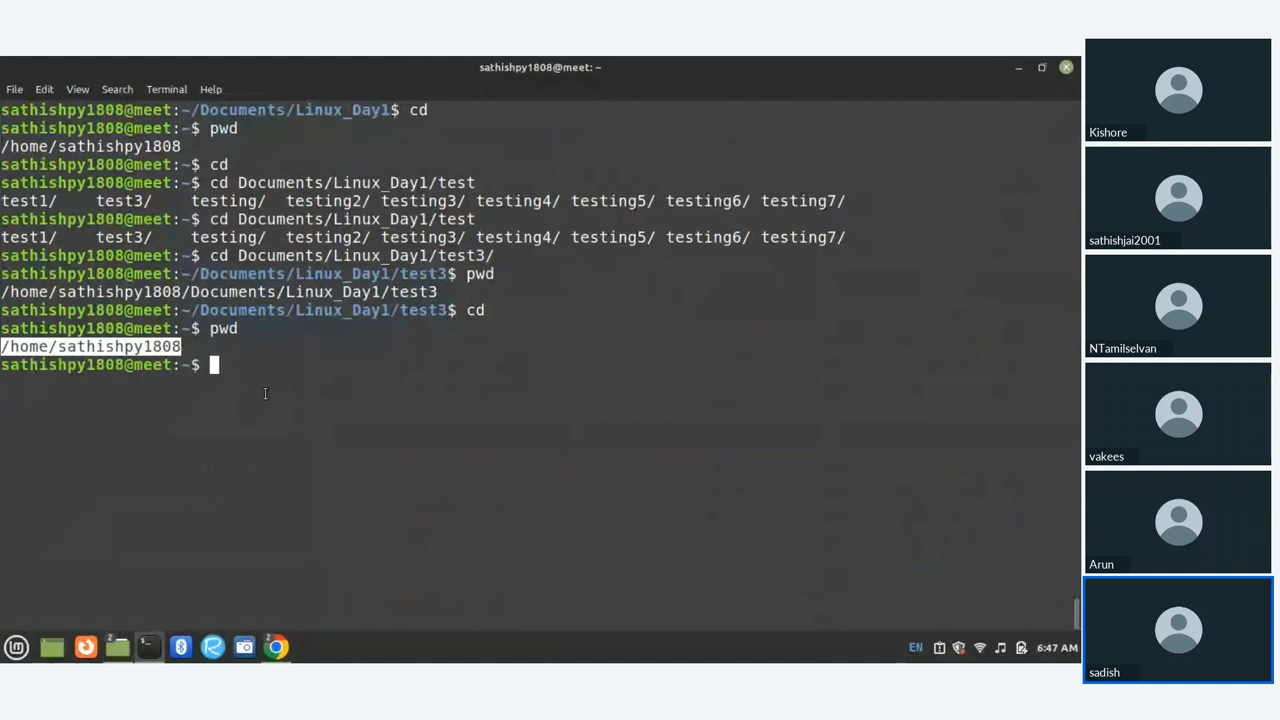 sathishpy1808@meet: ~
File Edit View Search Terminal Help
sathishpy1808@meet:~/Documents/Linux_Day1$ cd
sathishpy1808@meet:~$ pwd
/home/sathishpy1808
sathishpy1808@meet:~$ cd
sathishpy1808@meet:~$ cd Documents/Linux_Day1/test
test1/ test3/ testing/ testing2/ testing3/ testing4/ testing5/ testing6/ testing7/
sathishpy1808@meet:~$ cd Documents/Linux_Day1/test
test1/ test3/ testing/ testing2/ testing3/ testing4/ testing5/ testing6/ testing7/
sathishpy1808@meet:~$ cd Documents/Linux_Day1/test3/
sathishpy1808@meet:~/Documents/Linux_Day1/test3$ pwd
/home/sathishpy1808/Documents/Linux_Day1/test3
sathishpy1808@meet:~/Documents/Linux_Day1/test3$ cd
sathishpy1808@meet:~$ pwd
/home/sathishpy1808
sathishpy1808@meet:~$
2 2 EN 6:47 AM
Kishore
sathishjai2001
NTamilselvan
vakees
Arun
sadish